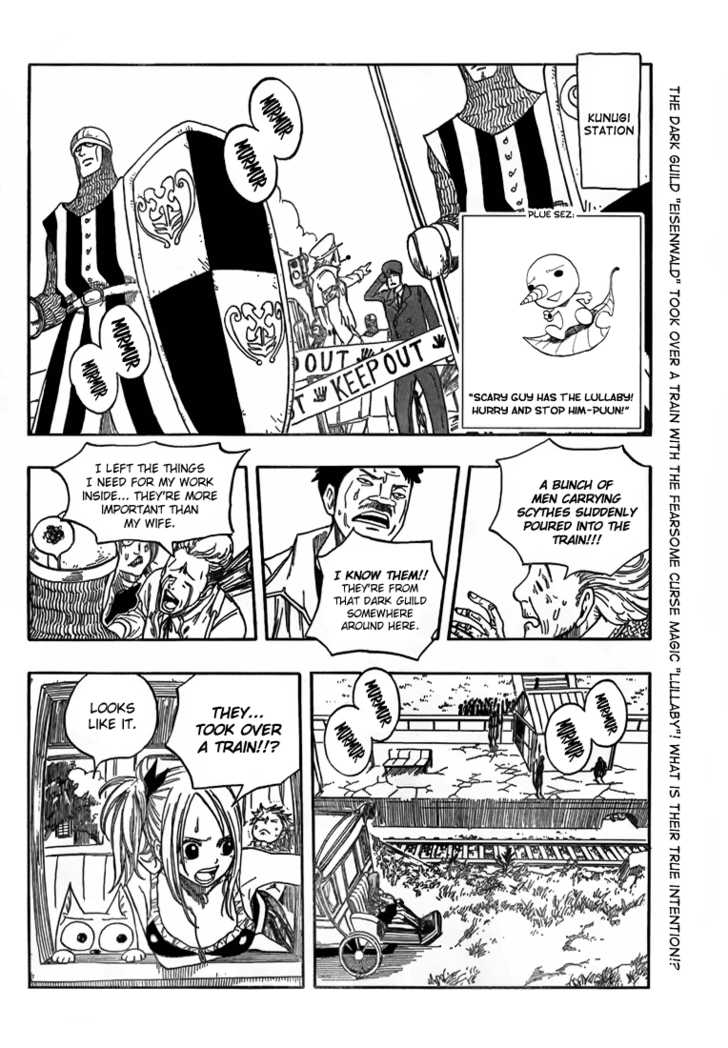 THE DARK GUILD "EISENWALD" TOOK OVER A TRAIN WITH THE FEARSOME CURSE MAGIC "LULLABY"! WHAT IS THEIR TRUE INTENTION!?
KUNUGI
STATION
PLUE SEZ:
"SCARY GUY HAS THE LULLABY!
HURRY AND STOP HIM-PUUN!"
MURMUR
MURMUR
MURMUR
MURMUR
P OUT
KEEP OUT
T
A BUNCH OF
MEN CARRYING
SCYTHES SUDDENLY
POURED INTO THE
TRAIN!!!
I KNOW THEM!!
THEY'RE FROM
THAT DARK GUILD
SOMEWHERE
AROUND HERE.
I LEFT THE THINGS
I NEED FOR MY WORK
INSIDE... THEY'RE MORE
IMPORTANT THAN
MY WIFE.
MURMUR
MURMUR
MURMUR
MURMUR
THEY...
TOOK OVER
A TRAIN!!?
LOOKS
LIKE IT.